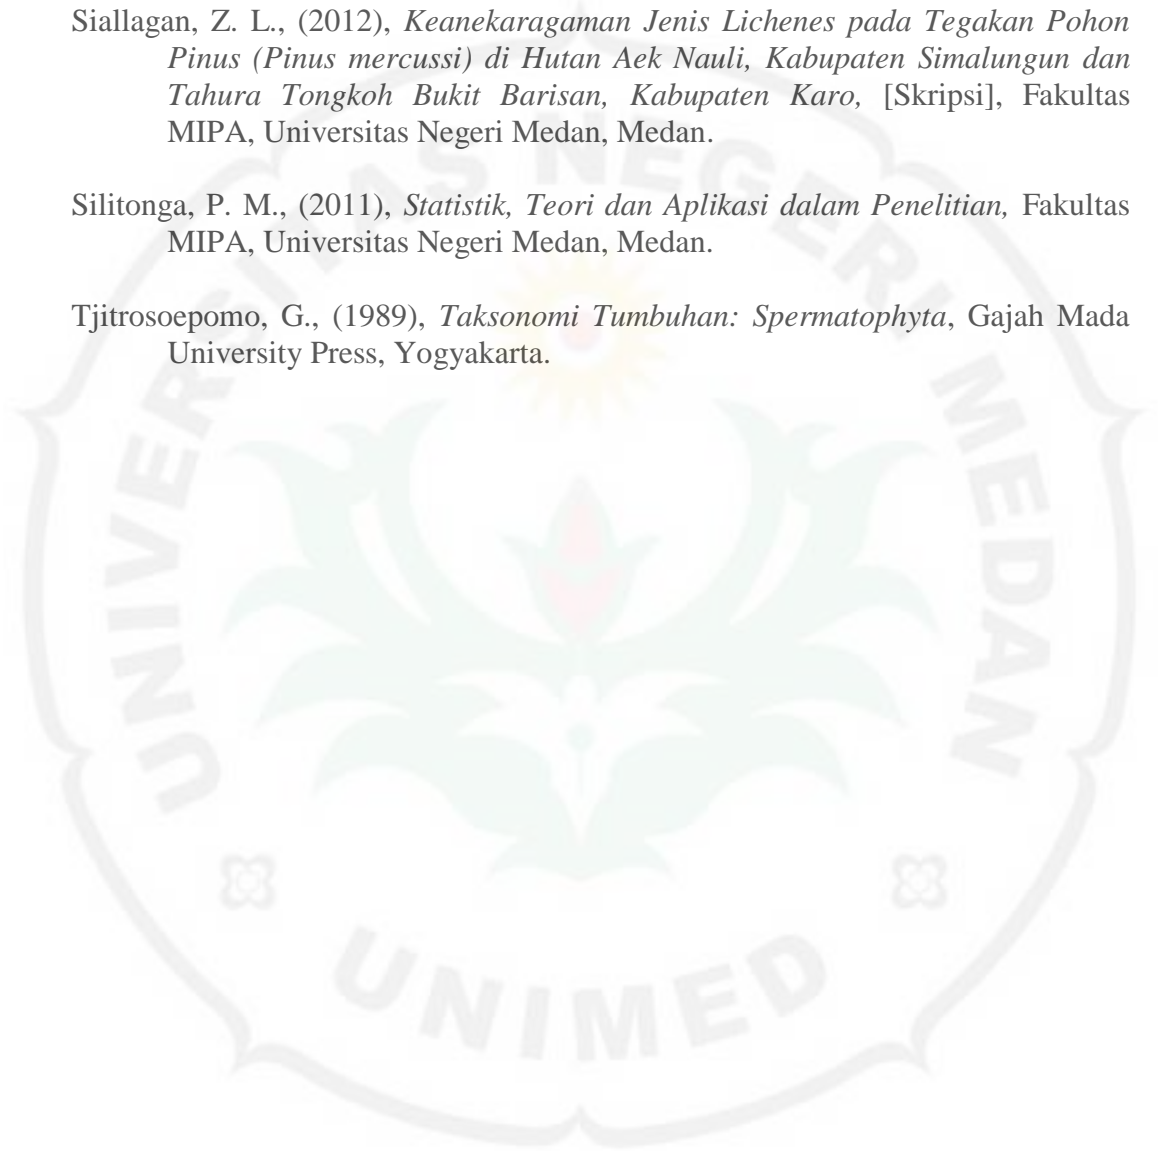 Siallagan, Z. L., (2012), Keanekaragaman Jenis Lichenes pada Tegakan Pohon
Pinus (Pinus mercussi) di Hutan Aek Nauli, Kabupaten Simalungun dan
Tahura Tongkoh Bukit Barisan, Kabupaten Karo, [Skripsi], Fakultas
MIPA, Universitas Negeri Medan, Medan.
Silitonga, P. M., (2011), Statistik, Teori dan Aplikasi dalam Penelitian, Fakultas
MIPA, Universitas Negeri Medan, Medan.
Tjitrosoepomo, G., (1989), Taksonomi Tumbuhan: Spermatophyta, Gajah Mada
University Press, Yogyakarta.
UNIVERSITAS NEGERI MEDAN
UNIMED